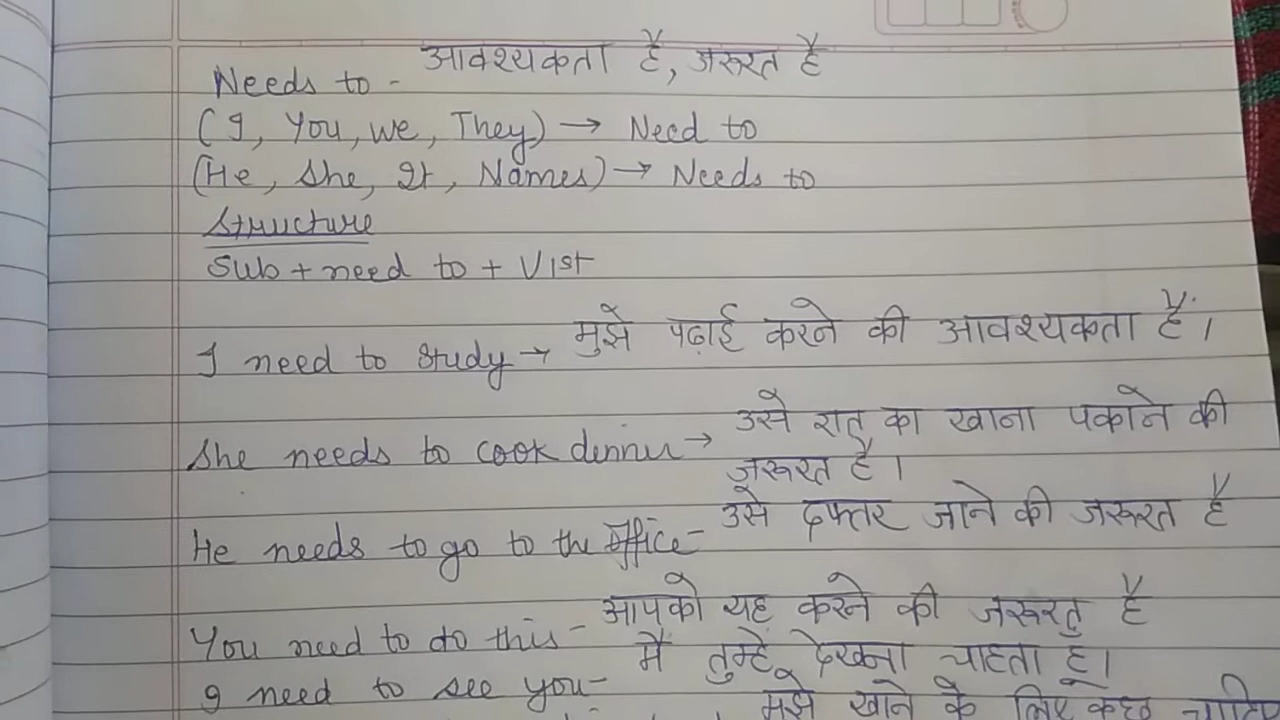 आवश्यकता है, जरूरत है
Needs to -
(I, You, we, They) → Need to
(He, She, It, Names) → Needs to
Structure
Sub + need to + V1st
I need to study → मुझे पढ़ाई करने की आवश्यकता है।
She needs to cook dinner → उसे रात का खाना पकाने की
जरूरत है।
He needs to go to the office - उसे दफ्तर जाने की जरूरत है
You need to do this - आपको यह करने की जरूरत है
I need to see you - मैं तुम्हें देखना चाहता हू।
मुझे खाने के लिए कुछ